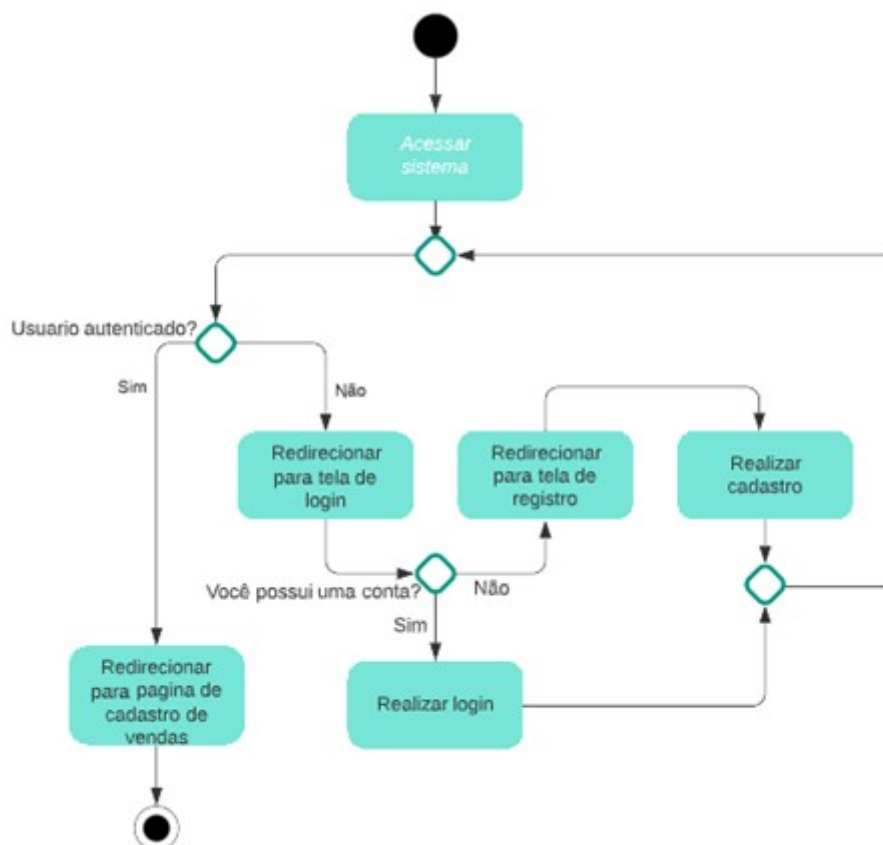 Acessar
sistema
Usuario autenticado?
Sim
Não
Redirecionar
para tela de
login
Redirecionar
para tela de
registro
Realizar
cadastro
Você possui uma conta?
Não
Sim
Redirecionar
para pagina de
cadastro de
vendas
Realizar login